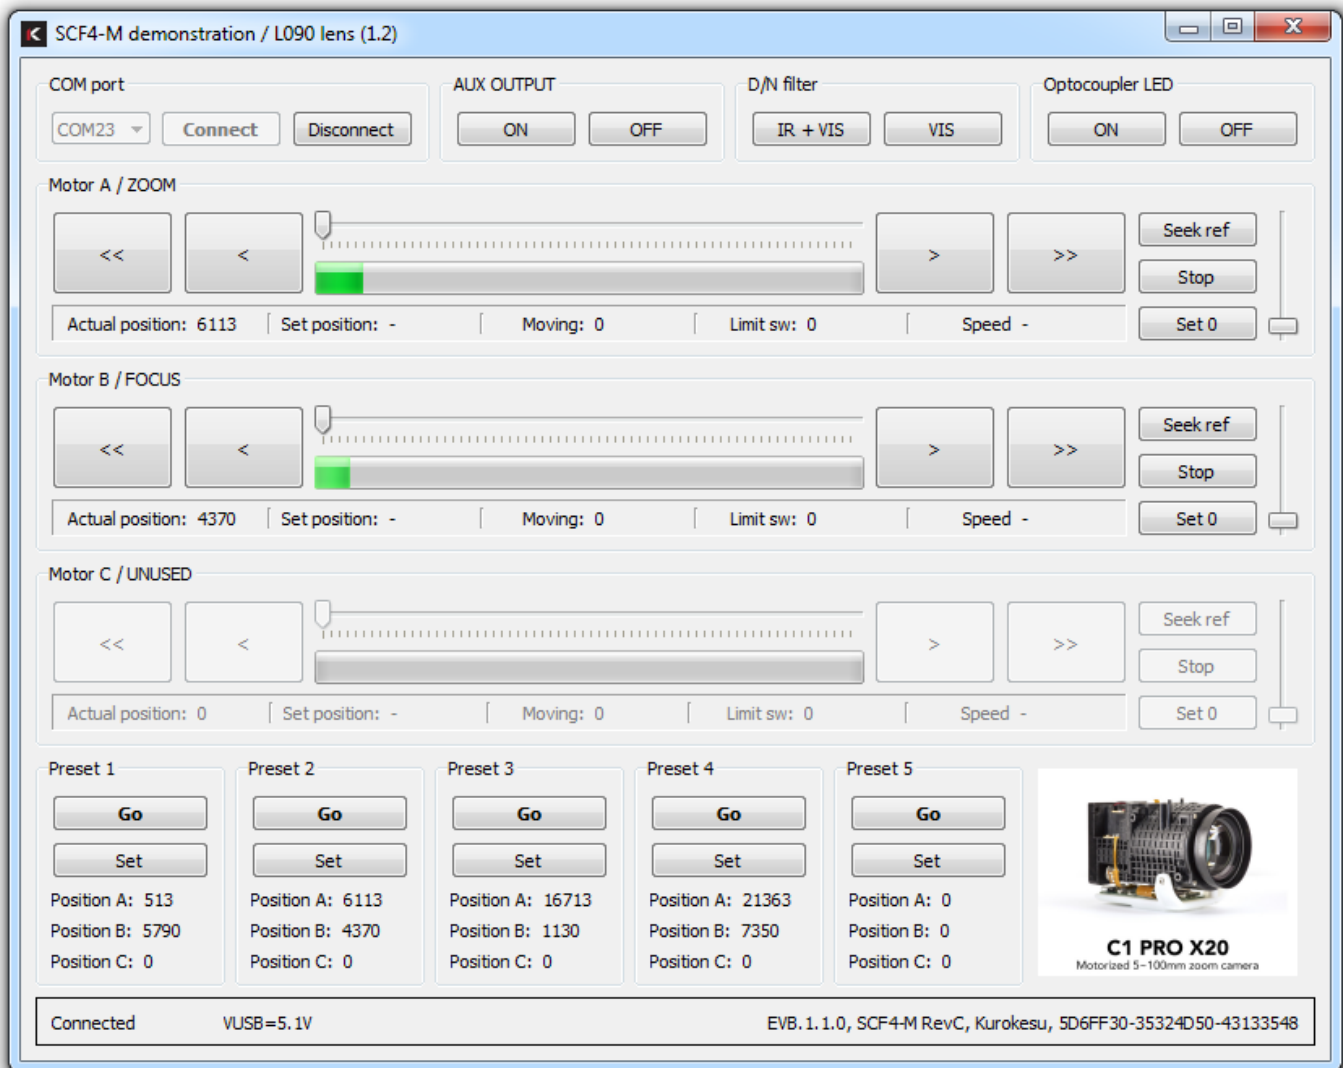 SCF4-M demonstration / L090 lens (1.2)
COM port
AUX OUTPUT
D/N filter
Optocoupler LED
COM23
Connect
Disconnect
ON
OFF
IR + VIS
VIS
ON
OFF
Motor A / ZOOM
<<
<
>
>>
Seek ref
Stop
Set 0
Actual position: 6113
Set position: -
Moving: 0
Limit sw: 0
Speed -
Motor B / FOCUS
<<
<
>
>>
Seek ref
Stop
Set 0
Actual position: 4370
Set position: -
Moving: 0
Limit sw: 0
Speed -
Motor C / UNUSED
<<
<
>
>>
Seek ref
Stop
Set 0
Actual position: 0
Set position: -
Moving: 0
Limit sw: 0
Speed -
Preset 1
Go
Set
Position A: 513
Position B: 5790
Position C: 0
Preset 2
Go
Set
Position A: 6113
Position B: 4370
Position C: 0
Preset 3
Go
Set
Position A: 16713
Position B: 1130
Position C: 0
Preset 4
Go
Set
Position A: 21363
Position B: 7350
Position C: 0
Preset 5
Go
Set
Position A: 0
Position B: 0
Position C: 0
C1 PRO X20
Motorized 5-100mm zoom camera
Connected
VUSB=5.1V
EVB.1.1.0, SCF4-M RevC, Kurokesu, 5D6FF30-35324D50-43133548